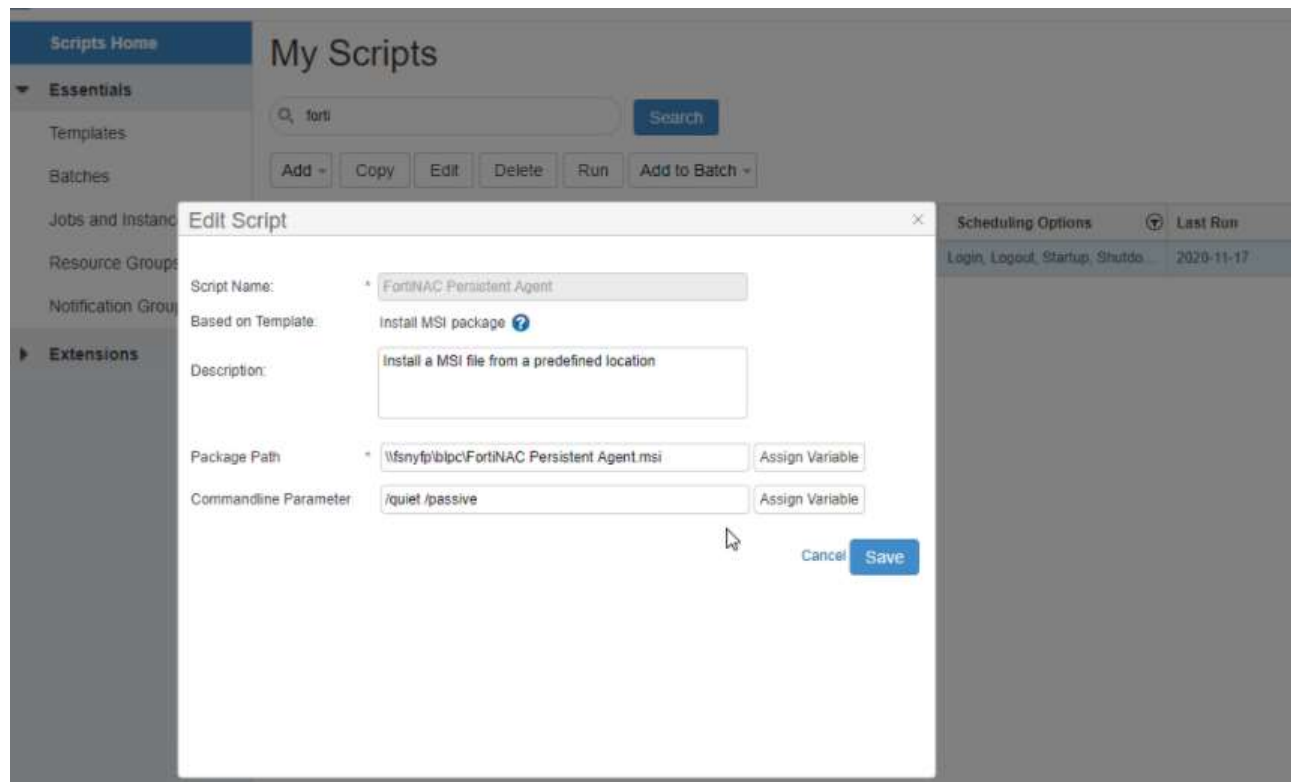 Scripts Home
My Scripts
Essentials
forti
Search
Templates
Add Copy Edit Delete Run Add to Batch
Batches
Jobs and Instanc
Edit Script
Scheduling Options Last Run
Resource Groups
Login, Logout, Startup, Shutdo... 2020-11-17
Script Name: * FortiNAC Persistent Agent
Notification Grou
Based on Template: Install MSI package ?
Extensions
Description: Install a MSI file from a predefined location
Package Path * \\fsnyfp\blpc\FortiNAC Persistent Agent.msi Assign Variable
Commandline Parameter /quiet /passive Assign Variable
Cancel Save